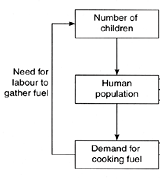 Number of
children
Need for
labour to
gather fuel
Human
population
Demand for
cooking fuel